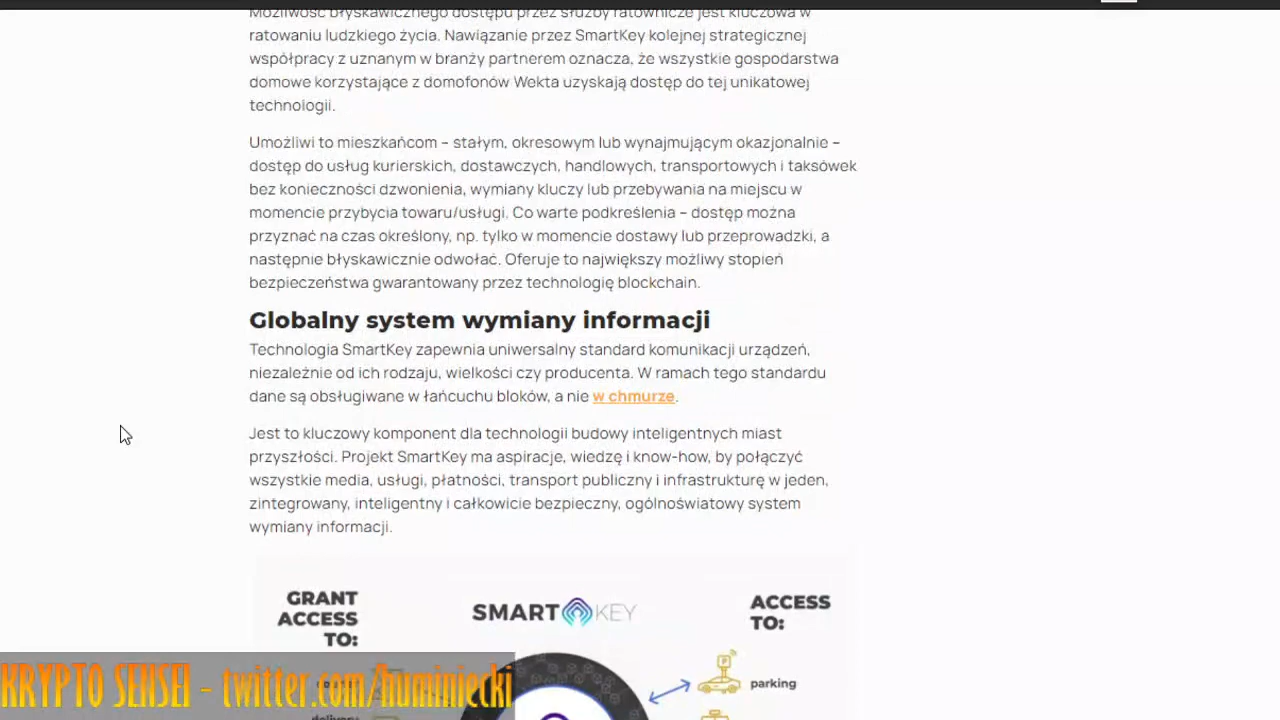 Możliwość błyskawicznego dostępu przez służby ratownicze jest kluczowa w
ratowaniu ludzkiego życia. Nawiązanie przez SmartKey kolejnej strategicznej
współpracy z uznanym w branży partnerem oznacza, że wszystkie gospodarstwa
domowe korzystające z domofonów Wekta uzyskają dostęp do tej unikatowej
technologii.
Umożliwi to mieszkańcom – stałym, okresowym lub wynajmującym okazjonalnie –
dostęp do usług kurierskich, dostawczych, handlowych, transportowych i taksówek
bez konieczności dzwonienia, wymiany kluczy lub przebywania na miejscu w
momencie przybycia towaru/usługi. Co warte podkreślenia – dostęp można
przyznać na czas określony, np. tylko w momencie dostawy lub przeprowadzki, a
następnie błyskawicznie odwołać. Oferuje to największy możliwy stopień
bezpieczeństwa gwarantowany przez technologię blockchain.
Globalny system wymiany informacji
Technologia SmartKey zapewnia uniwersalny standard komunikacji urządzeń,
niezależnie od ich rodzaju, wielkości czy producenta. W ramach tego standardu
dane są obsługiwane w łańcuchu bloków, a nie w chmurze.
Jest to kluczowy komponent dla technologii budowy inteligentnych miast
przyszłości. Projekt SmartKey ma aspiracje, wiedzę i know-how, by połączyć
wszystkie media, usługi, płatności, transport publiczny i infrastrukturę w jeden,
zintegrowany, inteligentny i całkowicie bezpieczny, ogólnoświatowy system
wymiany informacji.
GRANT
ACCESS
TO:
SMART KEY
ACCESS
TO:
parking
KRYPTO SENSEI - twitter.com/huminiecki